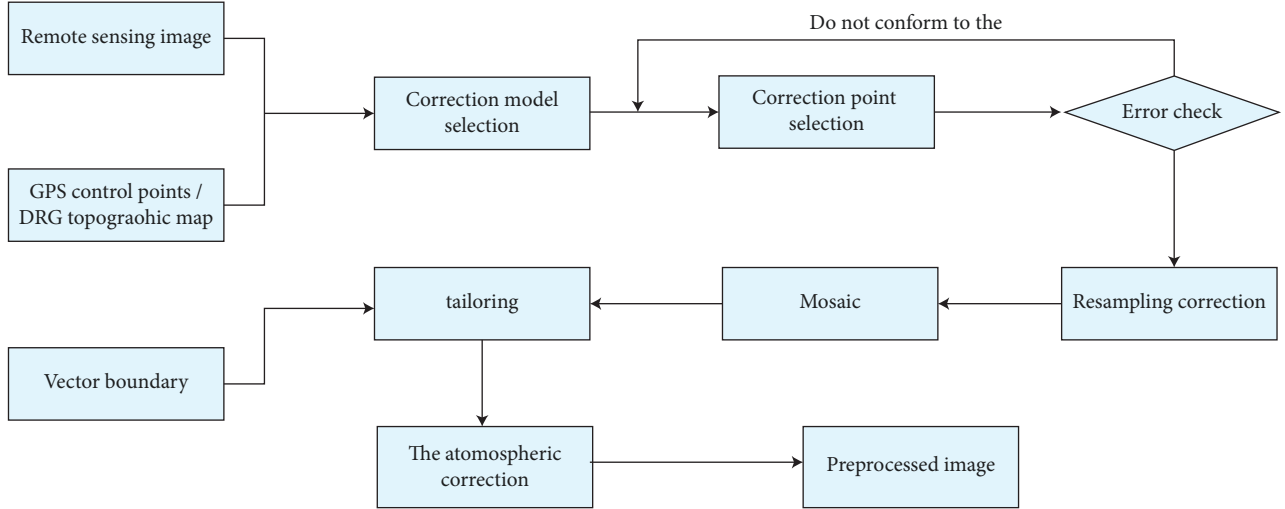 Do not conform to the
Remote sensing image
Correction model
selection
Correction point
selection
Error check
GPS control points /
DRG topograohic map
tailoring
Mosaic
Resampling correction
Vector boundary
The atomospheric
correction
Preprocessed image